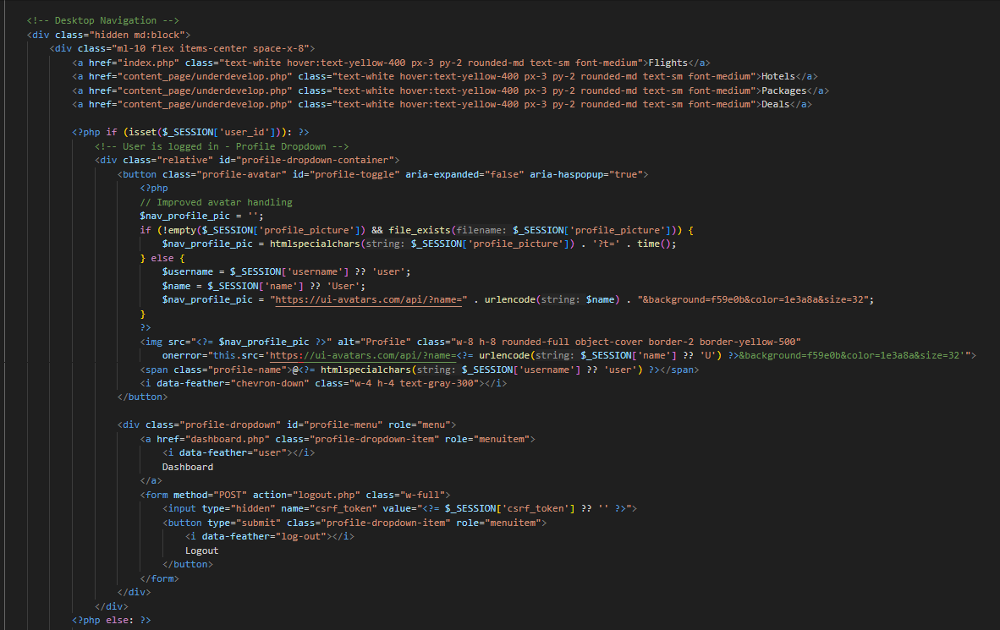 <!-- Desktop Navigation -->
<div class="hidden md:block">
<div class="ml-10 flex items-center space-x-8">
<a href="index.php" class="text-white hover:text-yellow-400 px-3 py-2 rounded-md text-sm font-medium">Flights</a>
<a href="content_page/underdevelop.php" class="text-white hover:text-yellow-400 px-3 py-2 rounded-md text-sm font-medium">Hotels</a>
<a href="content_page/underdevelop.php" class="text-white hover:text-yellow-400 px-3 py-2 rounded-md text-sm font-medium">Packages</a>
<a href="content_page/underdevelop.php" class="text-white hover:text-yellow-400 px-3 py-2 rounded-md text-sm font-medium">Deals</a>
<?php if (isset($_SESSION['user_id'])): ?>
<!-- User is logged in - Profile Dropdown -->
<div class="relative" id="profile-dropdown-container">
<button class="profile-avatar" id="profile-toggle" aria-expanded="false" aria-haspopup="true">
<?php
// Improved avatar handling
$nav_profile_pic = '';
if (!empty($_SESSION['profile_picture']) && file_exists(filename: $_SESSION['profile_picture'])) {
$nav_profile_pic = htmlspecialchars(string: $_SESSION['profile_picture']) . '?t=' . time();
} else {
$username = $_SESSION['username'] ?? 'user';
$name = $_SESSION['name'] ?? 'User';
$nav_profile_pic = "https://ui-avatars.com/api/?name=" . urlencode(string: $name) . "&background=f59e0b&color=1e3a8a&size=32";
}
?>
<img src="<?= $nav_profile_pic ?>" alt="Profile" class="w-8 h-8 rounded-full object-cover border-2 border-yellow-500"
onerror="this.src='https://ui-avatars.com/api/?name=<?= urlencode(string: $_SESSION['name'] ?? 'U') ?>&background=f59e0b&color=1e3a8a&size=32'">
<span class="profile-name">@<?= htmlspecialchars(string: $_SESSION['username'] ?? 'user') ?></span>
<i data-feather="chevron-down" class="w-4 h-4 text-gray-300"></i>
</button>
<div class="profile-dropdown" id="profile-menu" role="menu">
<a href="dashboard.php" class="profile-dropdown-item" role="menuitem">
<i data-feather="user"></i>
Dashboard
</a>
<form method="POST" action="logout.php" class="w-full">
<input type="hidden" name="csrf_token" value="<?= $_SESSION['csrf_token'] ?? '' ?>">
<button type="submit" class="profile-dropdown-item" role="menuitem">
<i data-feather="log-out"></i>
Logout
</button>
</form>
</div>
</div>
<?php else: ?>